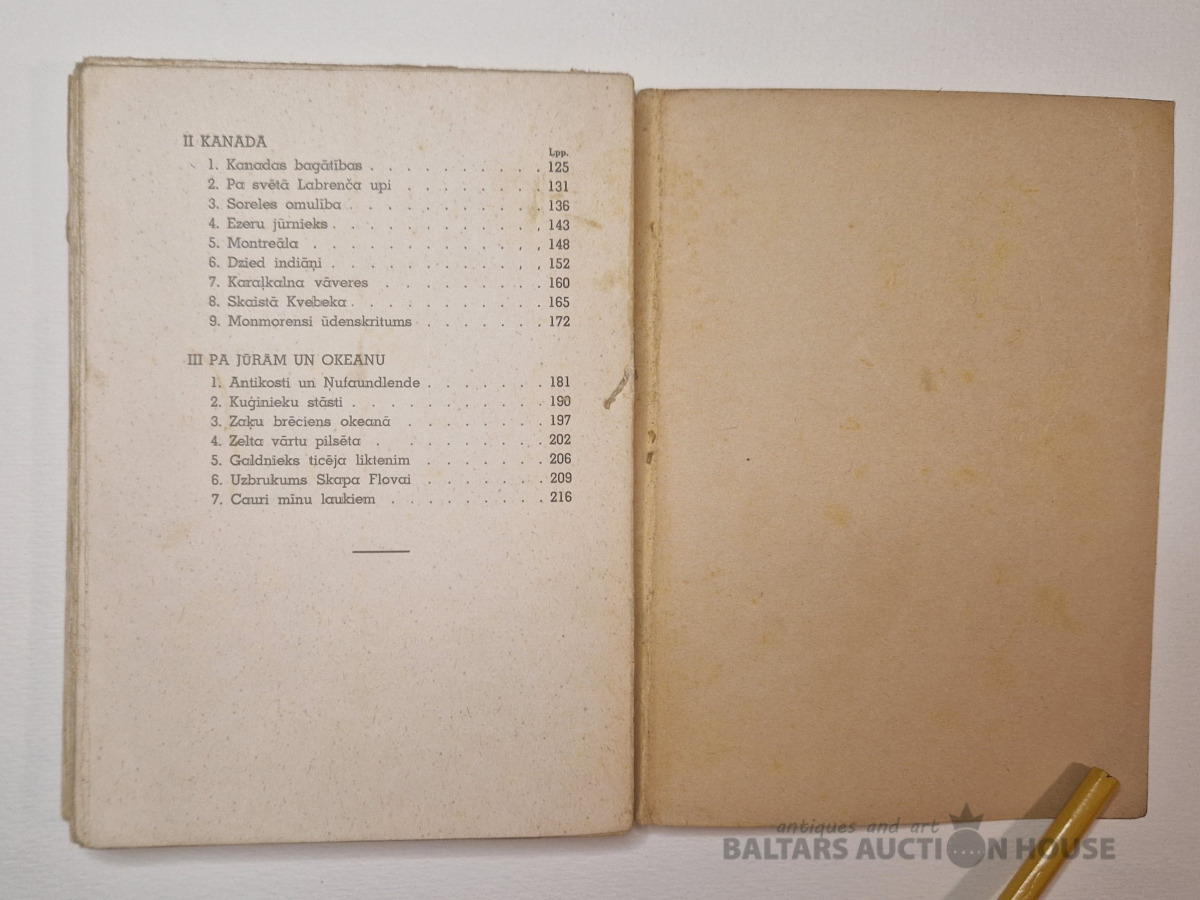 II KANADA
Lpp.
1. Kanadas bagātības . . . . . . . . . . 125
2. Pa svētā Labrenča upi . . . . . . . . 131
3. Soreles omulība . . . . . . . . . . . 136
4. Ezeru jūrnieks . . . . . . . . . . . . 143
5. Montreāla . . . . . . . . . . . . . 148
6. Dzied indiāņi . . . . . . . . . . . . 152
7. Karaļkalna vāveres . . . . . . . . . 160
8. Skaistā Kvebeka . . . . . . . . . . . 165
9. Monmorensi ūdenskritums . . . . . . . 172
III PA JŪRĀM UN OKEANU
1. Antikosti un Ņufaundlende . . . . . . . 181
2. Kuģinieku stāsti . . . . . . . . . . . 190
3. Zaķu brēciens okeanā . . . . . . . . 197
4. Zelta vārtu pilsēta . . . . . . . . . . 202
5. Galdnieks ticēja liktenim . . . . . . . 206
6. Uzbrukums Skapa Flovai . . . . . . . 209
7. Cauri mīnu laukiem . . . . . . . . . 216
antiques and art
BALTARS AUCTION HOUSE